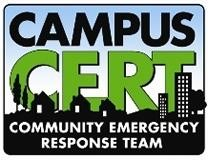 CAMPUS
CERT
COMMUNITY EMERGENCY
RESPONSE TEAM